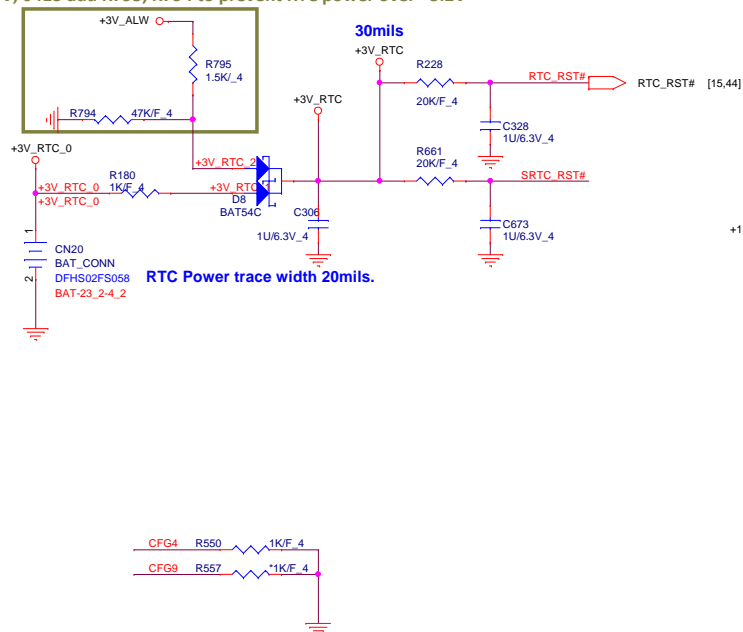 +3V_ALW
R795
1.5K/_4
R794 47K/F_4
30mils
+3V_RTC
R228
20K/F_4
RTC_RST#
RTC_RST# [15,44]
+3V_RTC
C328
1U/6.3V_4
+3V_RTC_0
R180
1K/F_4
+3V_RTC_0
+3V_RTC_0
+3V_RTC_2
D8
BAT54C
R661
20K/F_4
SRTC_RST#
C306
1U/6.3V_4
C673
1U/6.3V_4
+1
1
2
CN20
BAT_CONN
DFHS02FS058
BAT-23_2-4_2
RTC Power trace width 20mils.
CFG4 R550 1K/F_4
CFG9 R557 *1K/F_4